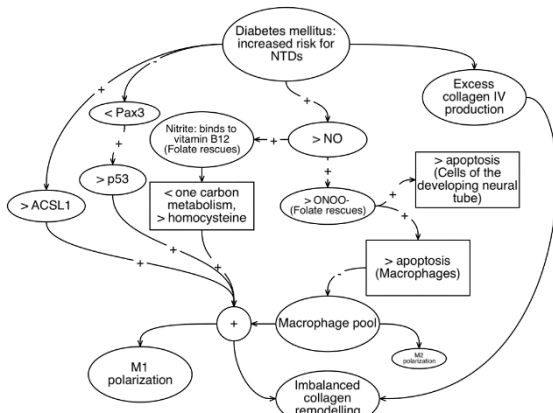 Diabetes mellitus:
increased risk for
NTDs
+
-
+
< Pax3
Excess
collagen IV
production
Nitrite: binds to
vitamin B12
(Folate rescues)
+
> NO
+
+
> p53
< one carbon
metabolism,
> homocysteine
> ONOO-
(Folate rescues)
+
> apoptosis
(Cells of the
developing neural
tube)
> ACSL1
+
+
+
+
> apoptosis
(Macrophages)
-
+
Macrophage pool
M1
polarization
M2
polarization
Imbalanced
collagen
remodelling